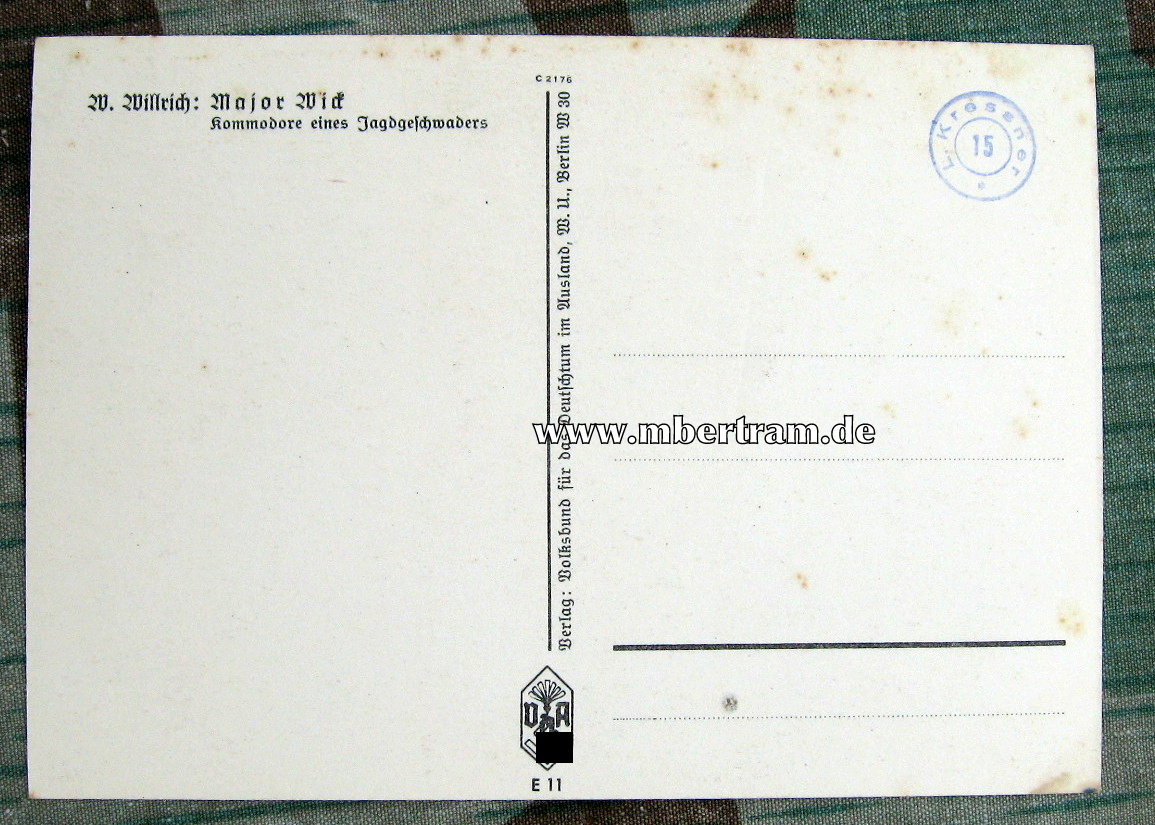 C 2176
W. Willrich: Major Wick
Kommodore eines Jagdgeschwaders
Verlag: Volksbund für das Deutschtum im Ausland, W. U., Berlin W 30
L. Kressner
15
*
www.mbertram.de
VDA
E 11